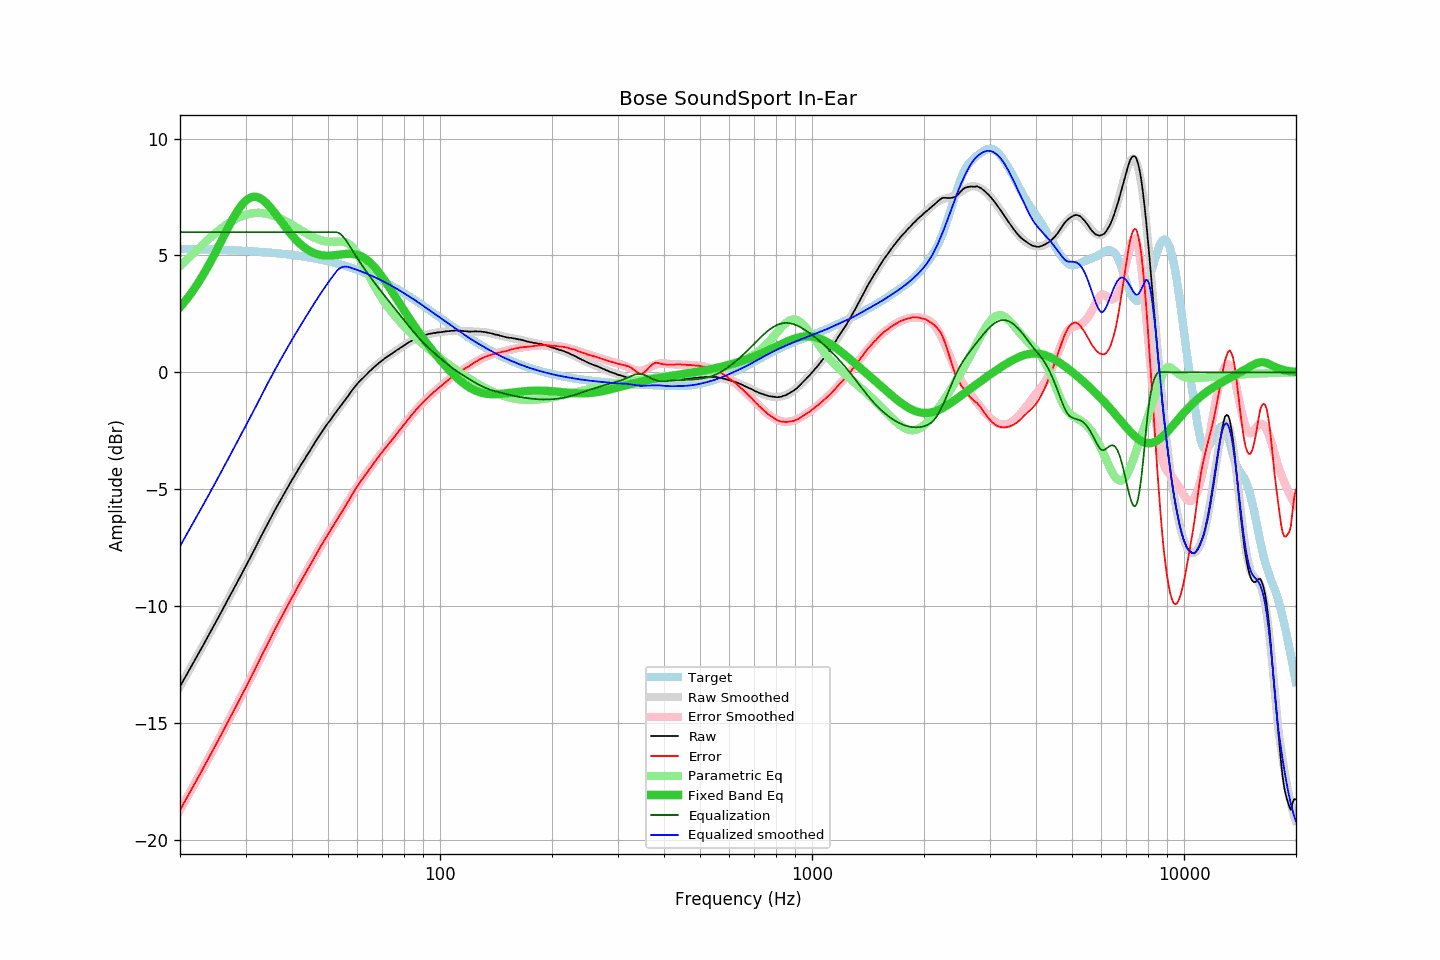 Bose SoundSport In-Ear
10
5
0
−5
−10
−15
−20
Amplitude (dBr)
100
1000
10000
Frequency (Hz)
Target
Raw Smoothed
Error Smoothed
Raw
Error
Parametric Eq
Fixed Band Eq
Equalization
Equalized smoothed